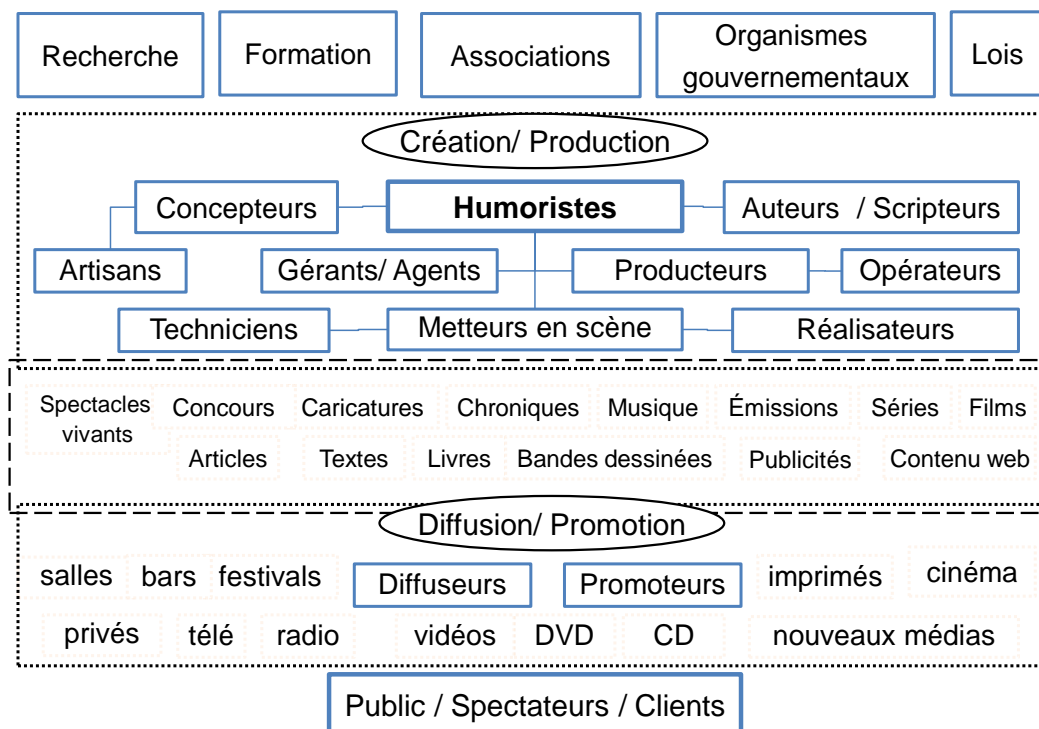 Recherche
Formation
Associations
Organismes
gouvernementaux
Lois
Création/ Production
Concepteurs
Humoristes
Auteurs / Scripteurs
Artisans
Gérants/ Agents
Producteurs
Opérateurs
Techniciens
Metteurs en scène
Réalisateurs
Spectacles
vivants
Concours
Caricatures
Chroniques
Musique
Émissions
Séries
Films
Articles
Textes
Livres
Bandes dessinées
Publicités
Contenu web
Diffusion/ Promotion
salles
bars
festivals
Diffuseurs
Promoteurs
imprimés
cinéma
privés
télé
radio
vidéos
DVD
CD
nouveaux médias
Public / Spectateurs / Clients